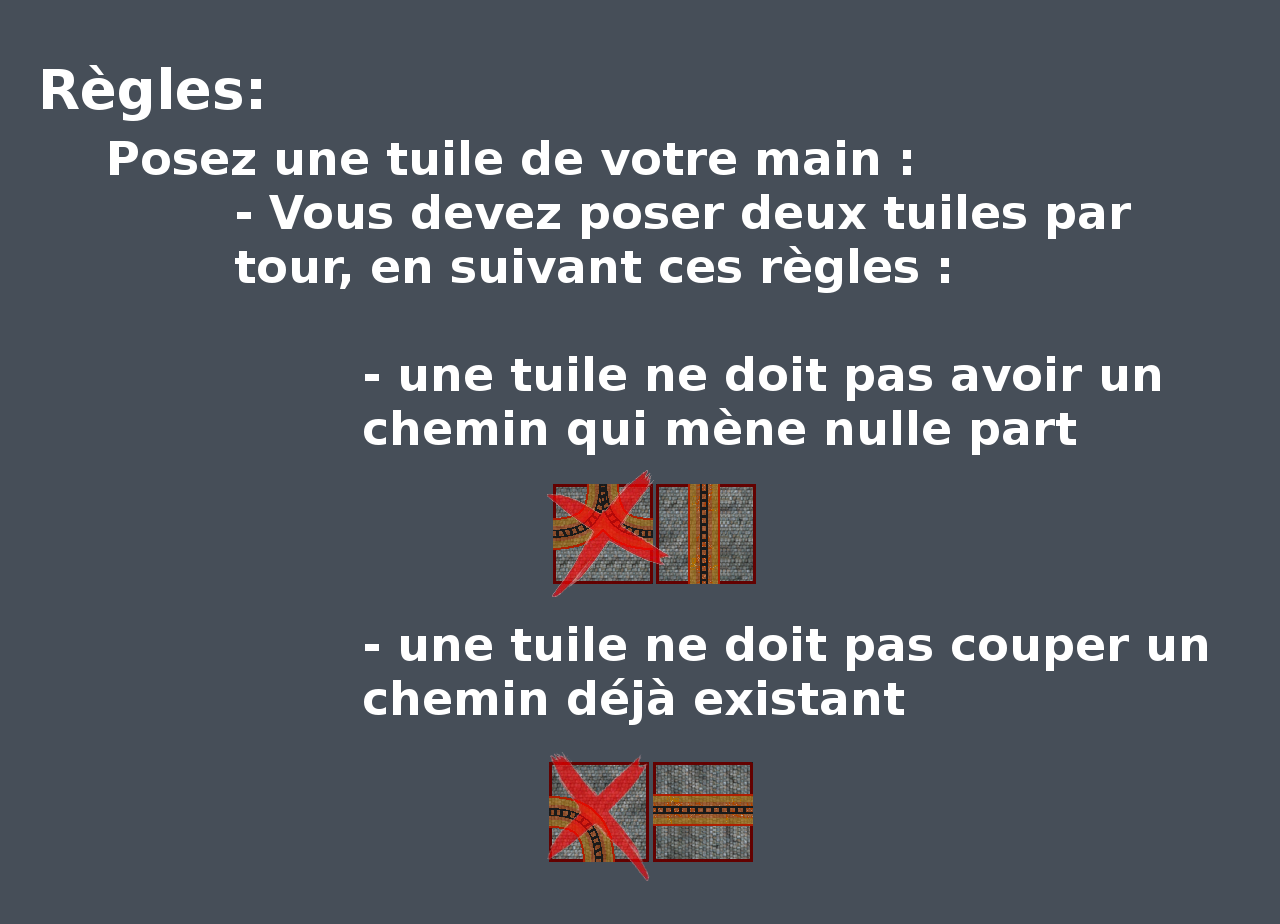 Règles:
Posez une tuile de votre main :
- Vous devez poser deux tuiles par
tour, en suivant ces règles :
- une tuile ne doit pas avoir un
chemin qui mène nulle part
- une tuile ne doit pas couper un
chemin déjà existant